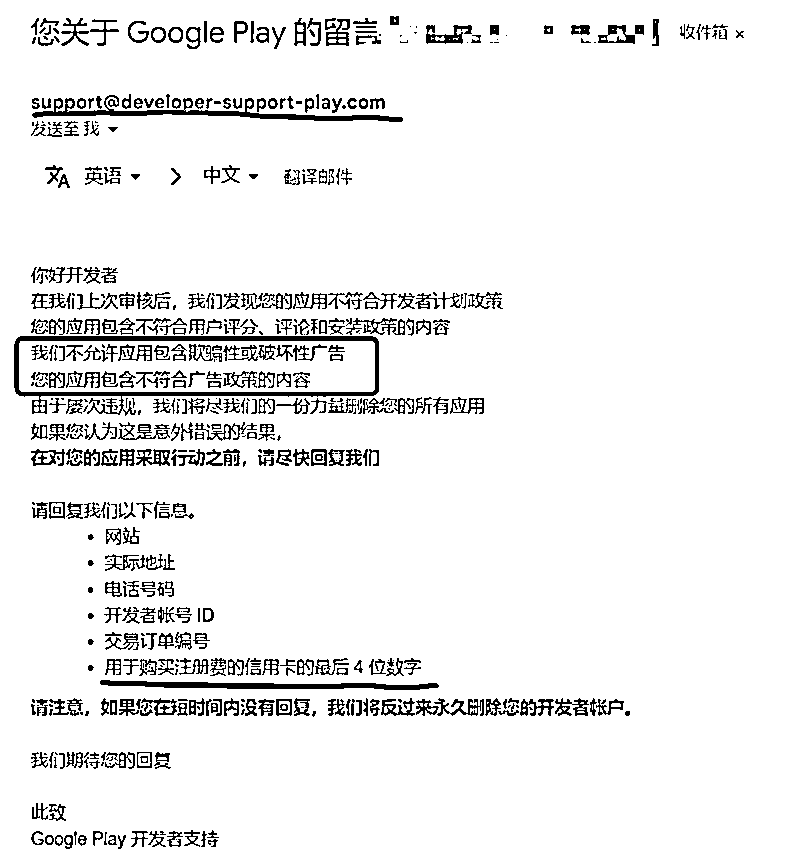 您关于 Google Play 的留言
收件箱 ×
support@developer-support-play.com
发送至 我
英语 > 中文 翻译邮件
你好开发者
在我们上次审核后，我们发现您的应用不符合开发者计划政策
您的应用包含不符合用户评分、评论和安装政策的内容
我们不允许应用包含欺骗性或破坏性广告
您的应用包含不符合广告政策的内容
由于屡次违规，我们将尽我们的一份力量删除您的所有应用
如果您认为这是意外错误的结果，
在对您的应用采取行动之前，请尽快回复我们
请回复我们以下信息。
• 网站
• 实际地址
• 电话号码
• 开发者帐号 ID
• 交易订单编号
• 用于购买注册费的信用卡的最后 4 位数字
请注意，如果您在短时间内没有回复，我们将反过来永久删除您的开发者帐户。
我们期待您的回复
此致
Google Play 开发者支持